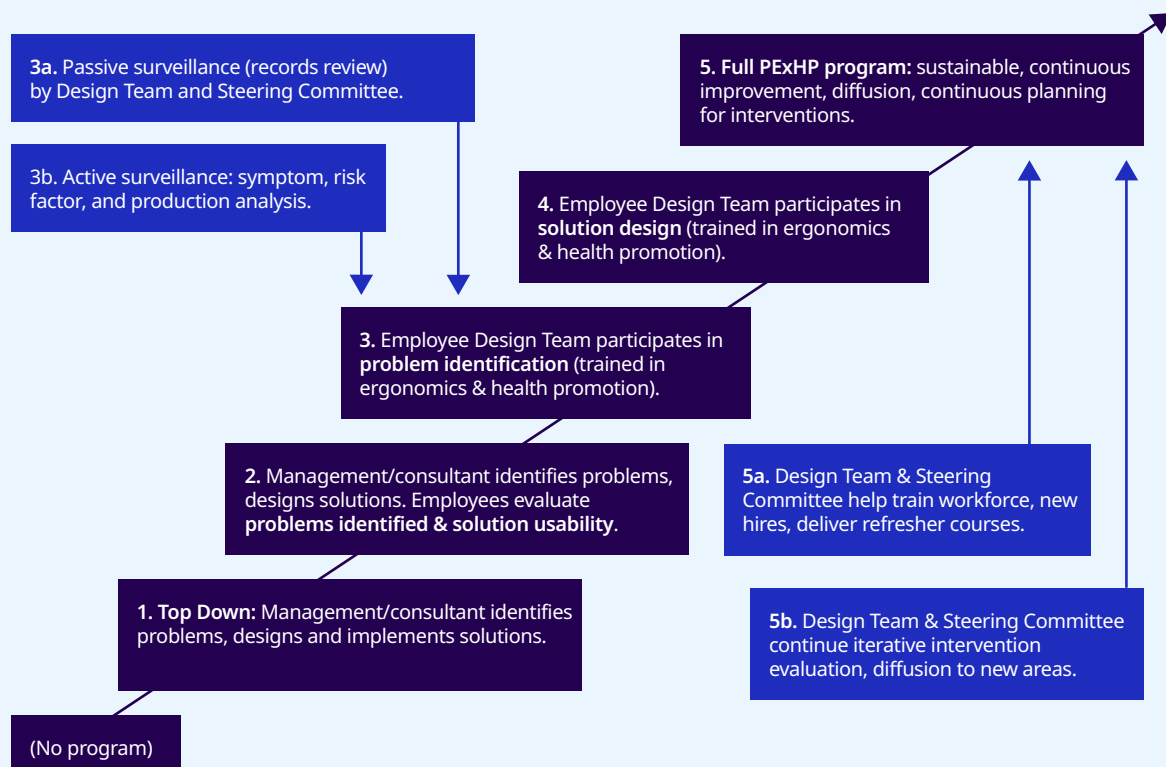 3a. Passive surveillance (records review)
by Design Team and Steering Committee.
3b. Active surveillance: symptom, risk
factor, and production analysis.
5. Full PExHP program: sustainable, continuous
improvement, diffusion, continuous planning
for interventions.
4. Employee Design Team participates in
solution design (trained in ergonomics
& health promotion).
3. Employee Design Team participates in
problem identification (trained in
ergonomics & health promotion).
2. Management/consultant identifies problems,
designs solutions. Employees evaluate
problems identified & solution usability.
5a. Design Team & Steering
Committee help train workforce, new
hires, deliver refresher courses.
1. Top Down: Management/consultant identifies
problems, designs and implements solutions.
5b. Design Team & Steering Committee
continue iterative intervention
evaluation, diffusion to new areas.
(No program)